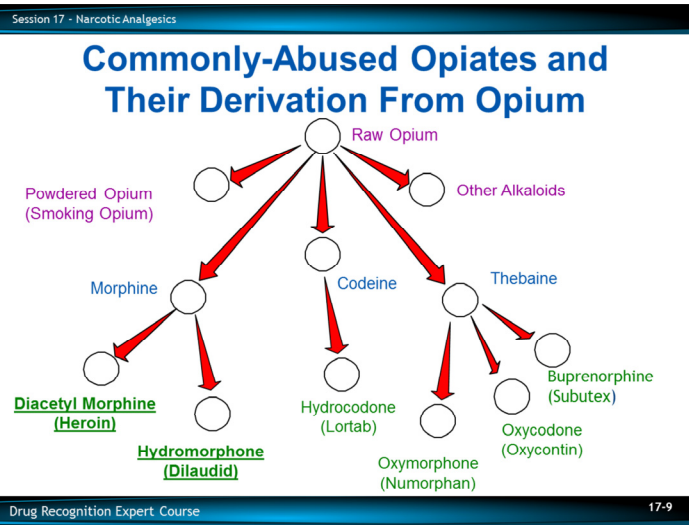 Session 17 - Narcotic Analgesics
Commonly-Abused Opiates and
Their Derivation From Opium
Raw Opium
Powdered Opium
(Smoking Opium)
Other Alkaloids
Morphine
Codeine
Thebaine
Diacetyl Morphine
(Heroin)
Hydromorphone
(Dilaudid)
Hydrocodone
(Lortab)
Oxymorphone
(Numorphan)
Oxycodone
(Oxycontin)
Buprenorphine
(Subutex)
Drug Recognition Expert Course
17-9